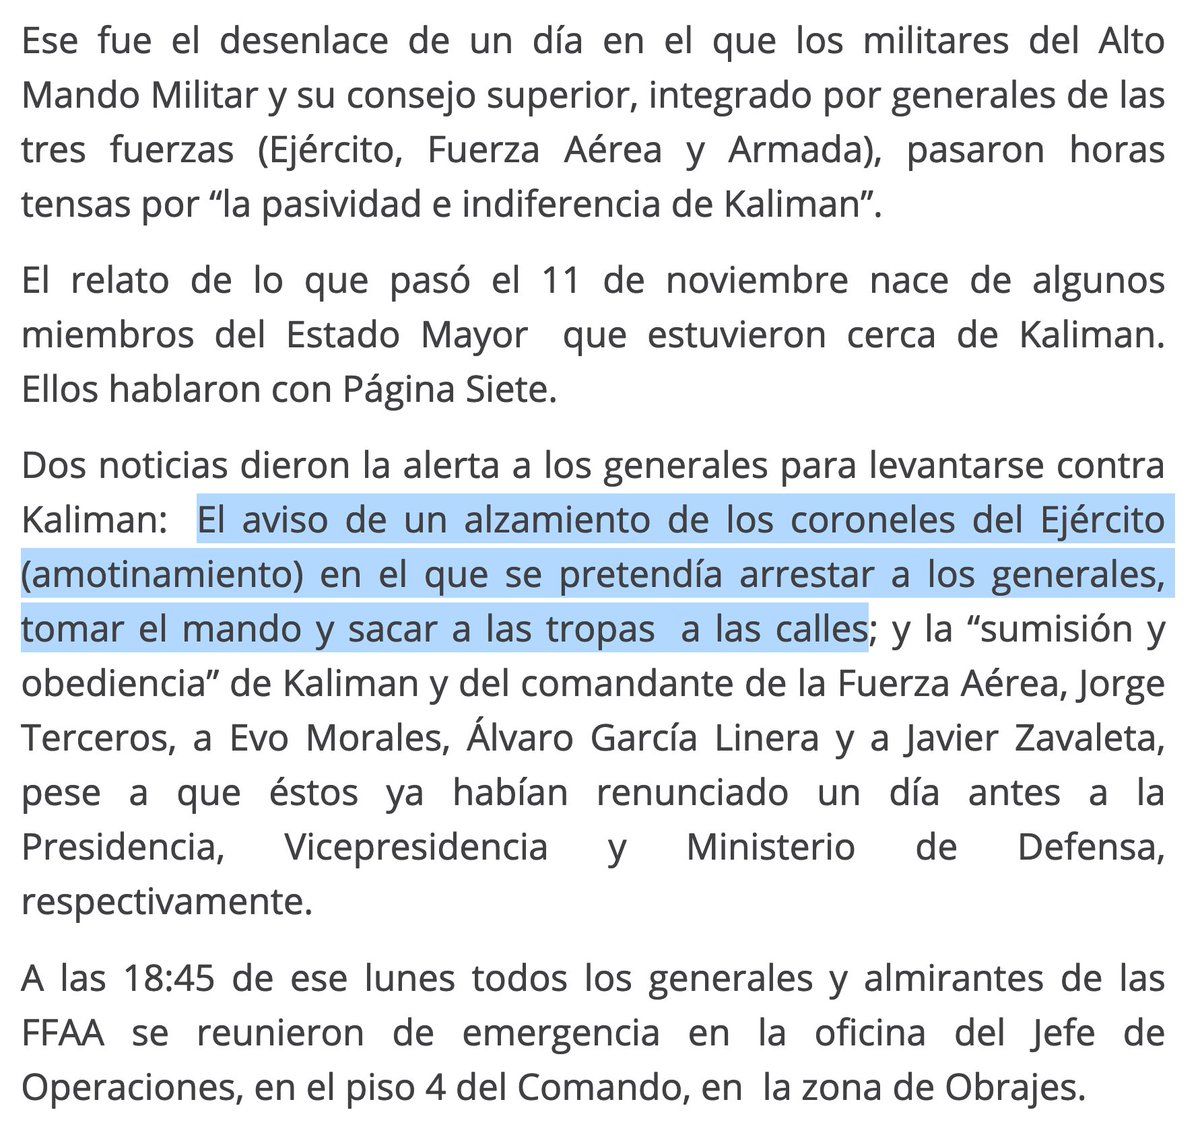 Ese fue el desenlace de un día en el que los militares del Alto
Mando Militar y su consejo superior, integrado por generales de las
tres fuerzas (Ejército, Fuerza Aérea y Armada), pasaron horas
tensas por “la pasividad e indiferencia de Kaliman”.
El relato de lo que pasó el 11 de noviembre nace de algunos
miembros del Estado Mayor que estuvieron cerca de Kaliman.
Ellos hablaron con Página Siete.
Dos noticias dieron la alerta a los generales para levantarse contra
Kaliman: El aviso de un alzamiento de los coroneles del Ejército
(amotinamiento) en el que se pretendía arrestar a los generales,
tomar el mando y sacar a las tropas a las calles; y la “sumisión y
obediencia” de Kaliman y del comandante de la Fuerza Aérea, Jorge
Terceros, a Evo Morales, Álvaro García Linera y a Javier Zavaleta,
pese a que éstos ya habían renunciado un día antes a la
Presidencia, Vicepresidencia y Ministerio de Defensa,
respectivamente.
A las 18:45 de ese lunes todos los generales y almirantes de las
FFAA se reunieron de emergencia en la oficina del Jefe de
Operaciones, en el piso 4 del Comando, en la zona de Obrajes.